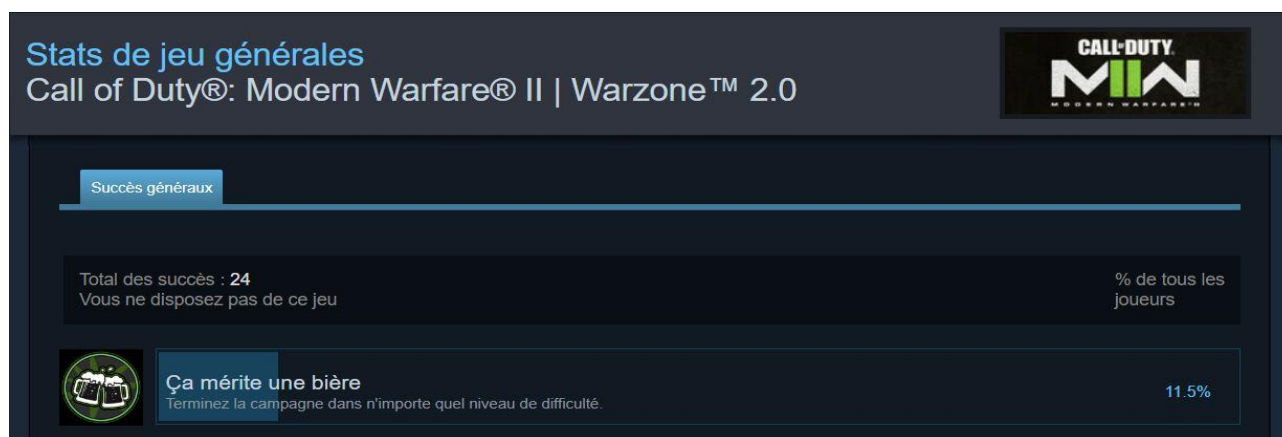 Stats de jeu générales
Call of Duty®: Modern Warfare® II | Warzone™ 2.0
CALL•DUTY.
MWII
MODERN WARFARE II
Succès généraux
Total des succès : 24
Vous ne disposez pas de ce jeu
% de tous les
joueurs
Ça mérite une bière
Terminez la campagne dans n'importe quel niveau de difficulté.
11.5%